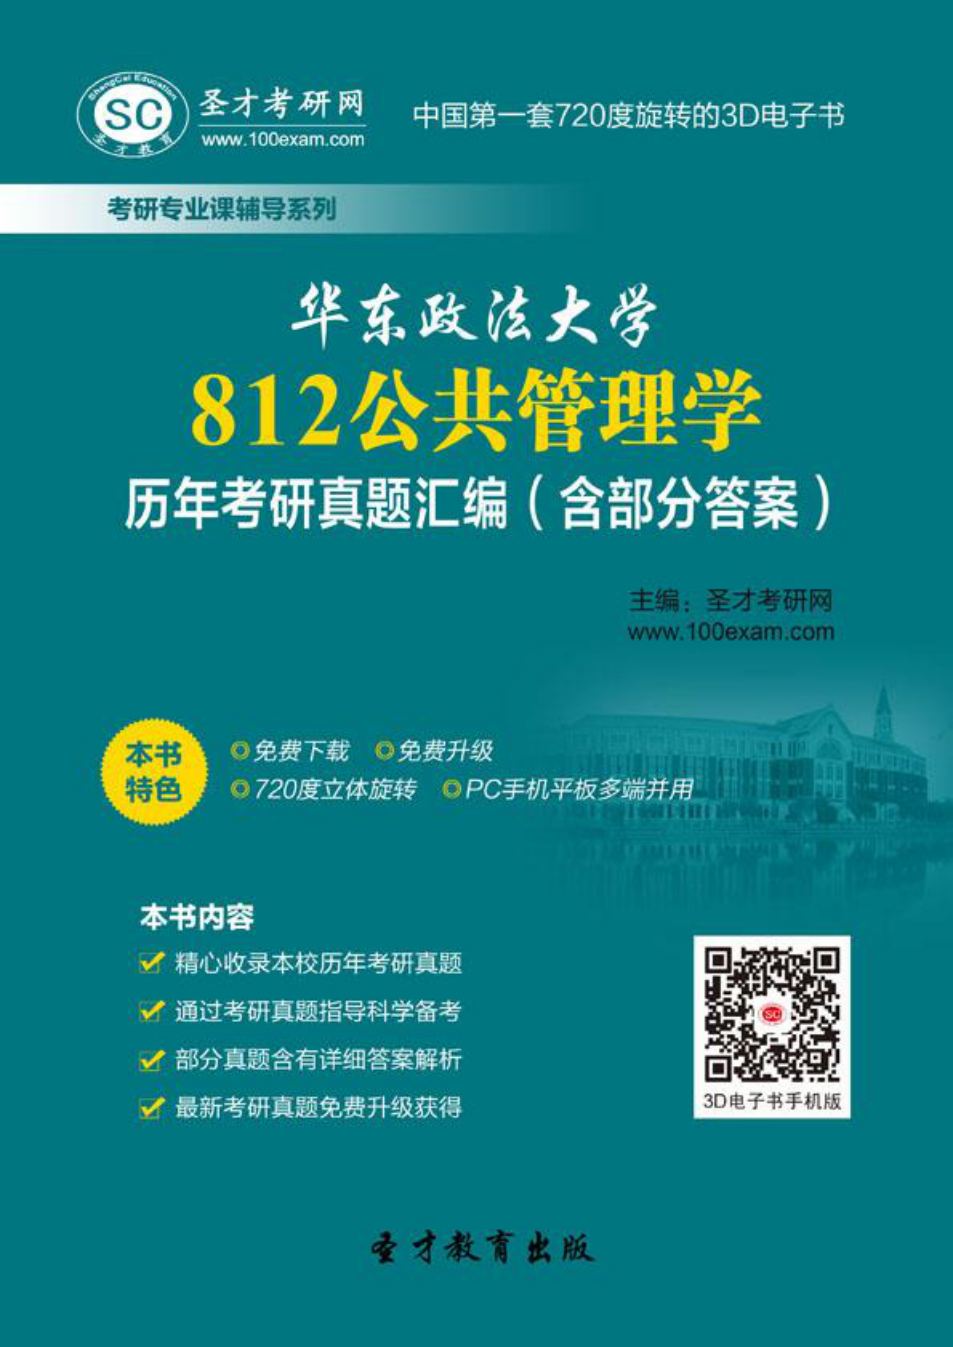 ShengCai Education
SC
圣才教育
圣才考研网
www.100exam.com
中国第一套720度旋转的3D电子书
考研专业课辅导系列
华东政法大学
812公共管理学
历年考研真题汇编（含部分答案）
主编：圣才考研网
www.100exam.com
本书
特色
◎免费下载 ◎免费升级
◎720度立体旋转 ◎PC手机平板多端并用
本书内容
精心收录本校历年考研真题
通过考研真题指导科学备考
部分真题含有详细答案解析
最新考研真题免费升级获得
SC
3D电子书手机版
圣才教育出版